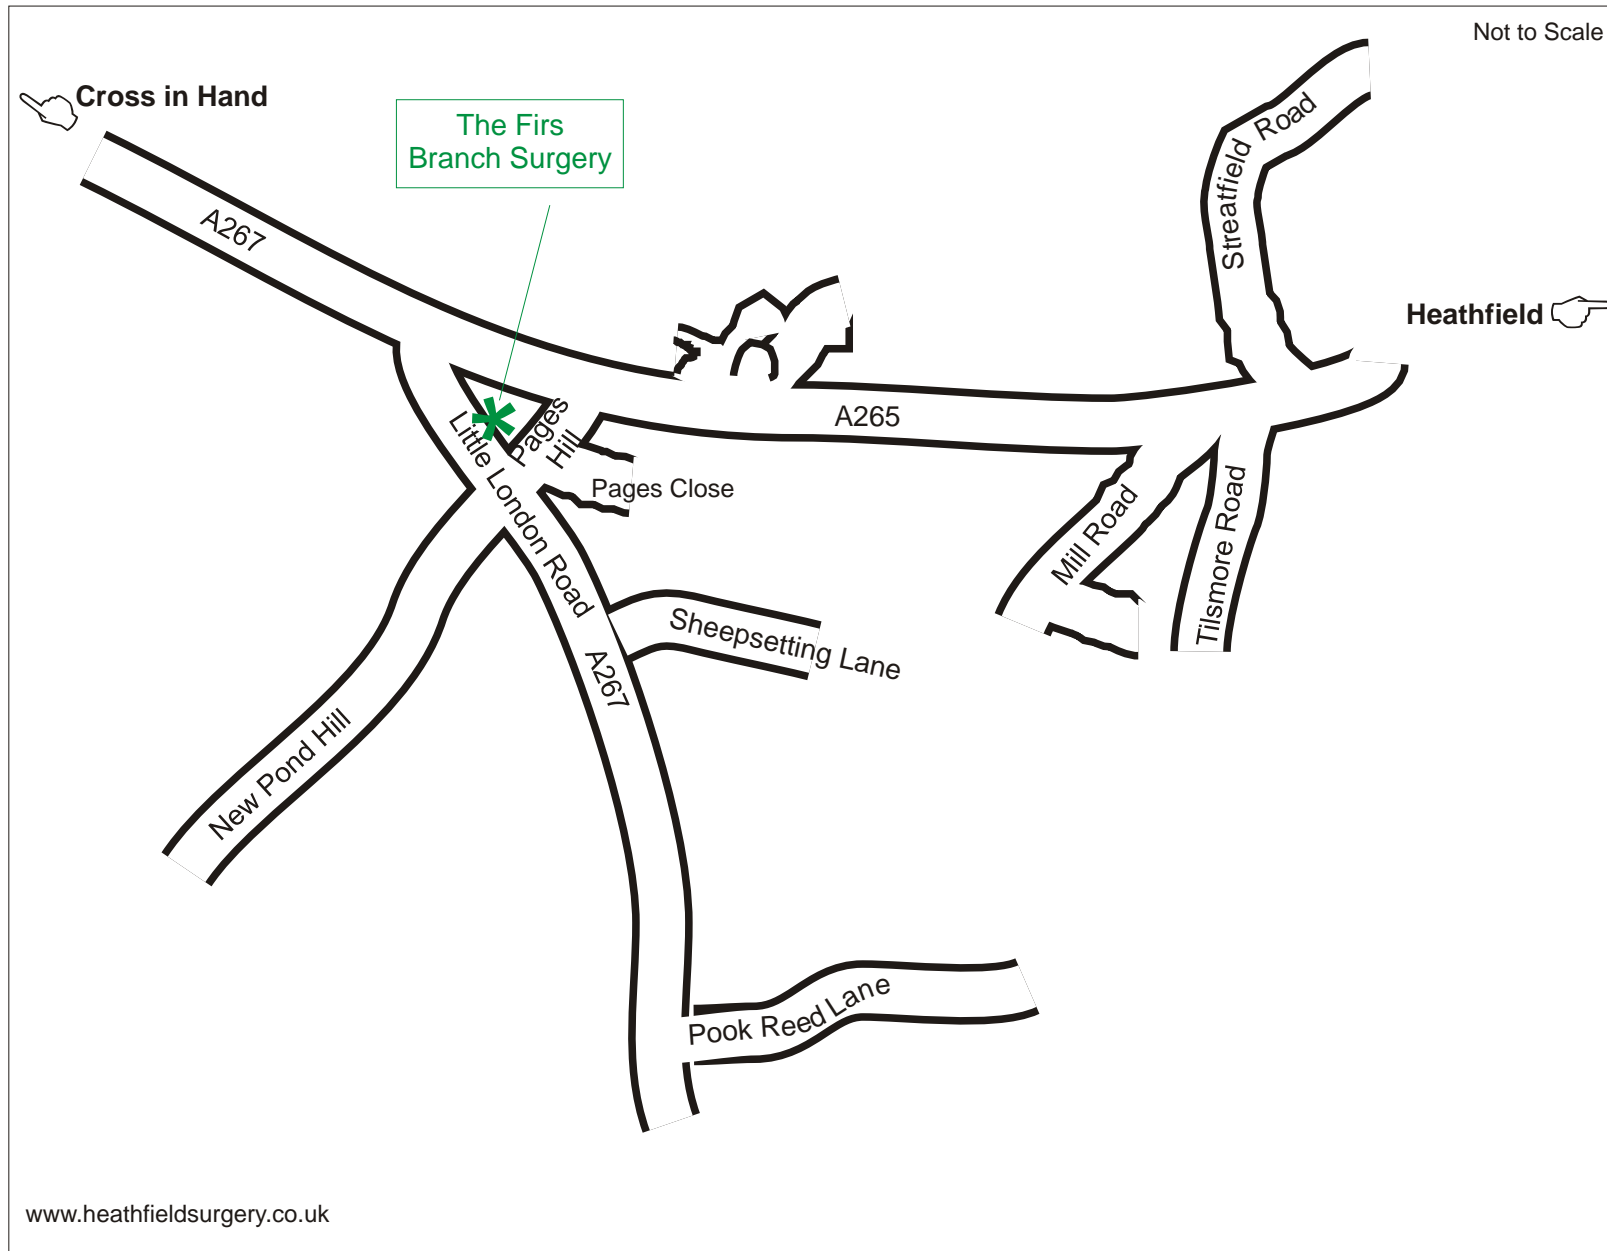 Not to Scale
Cross in Hand
The Firs
Branch Surgery
Streatfield Road
A267
Heathfield
A265
Pages
Hill
Little London Road
Pages Close
Mill Road
Tilsmore Road
Sheepsetting Lane
A267
New Pond Hill
Pook Reed Lane
www.heathfieldsurgery.co.uk